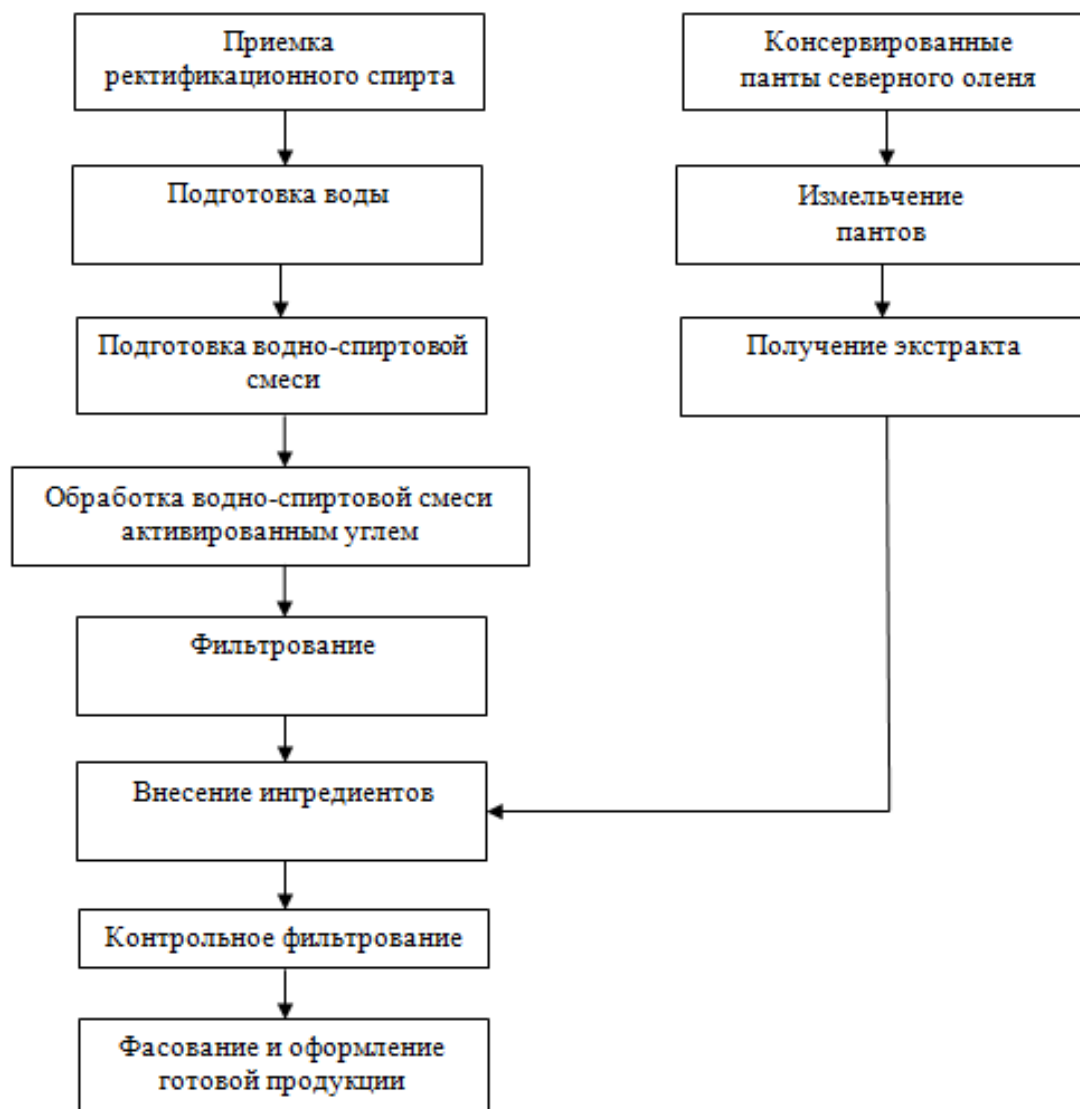 Приемка
ректификационного спирта
Подготовка воды
Подготовка водно-спиртовой
смеси
Обработка водно-спиртовой смеси
активированным углем
Фильтрование
Внесение ингредиентов
Контрольное фильтрование
Фасование и оформление
готовой продукции
Консервированные
панты северного оленя
Измельчение
пантов
Получение экстракта